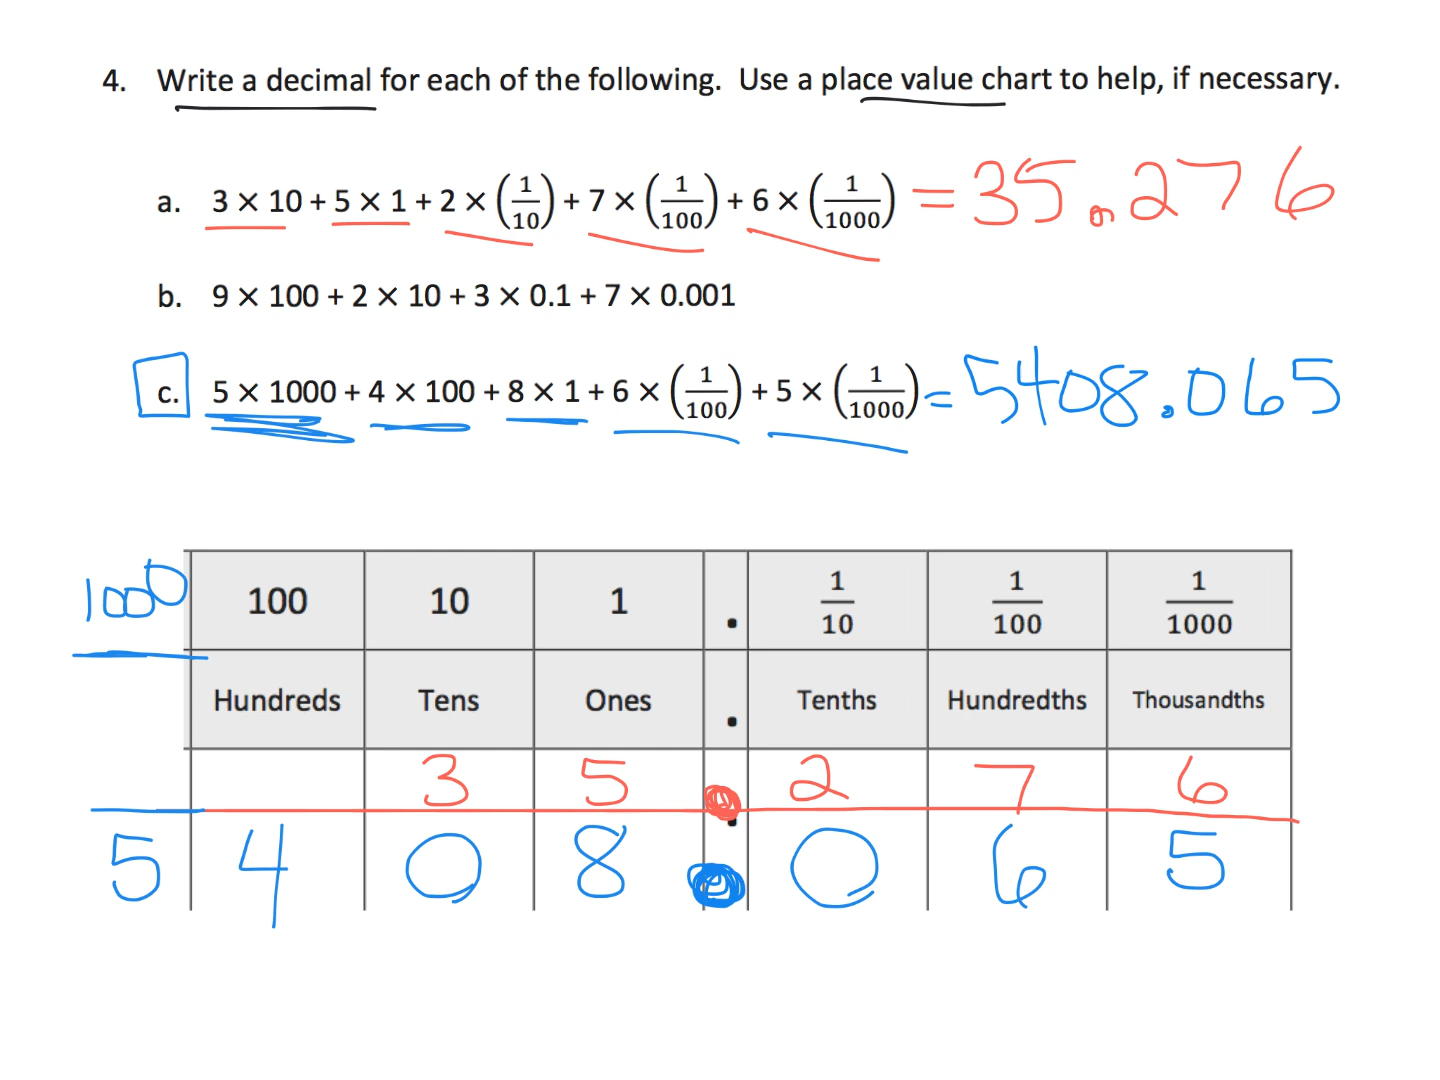 4. Write a decimal for each of the following. Use a place value chart to help, if necessary.
a. 3 × 10 + 5 × 1 + 2 × (1/10) + 7 × (1/100) + 6 × (1/1000) = 35.276
b. 9 × 100 + 2 × 10 + 3 × 0.1 + 7 × 0.001
c. 5 × 1000 + 4 × 100 + 8 × 1 + 6 × (1/100) + 5 × (1/1000) = 5408.065
1000 100 10 1 . 1/10 1/100 1/1000
Hundreds Tens Ones . Tenths Hundredths Thousandths
3 5 . 2 7 6
5 4 0 8 . 0 6 5